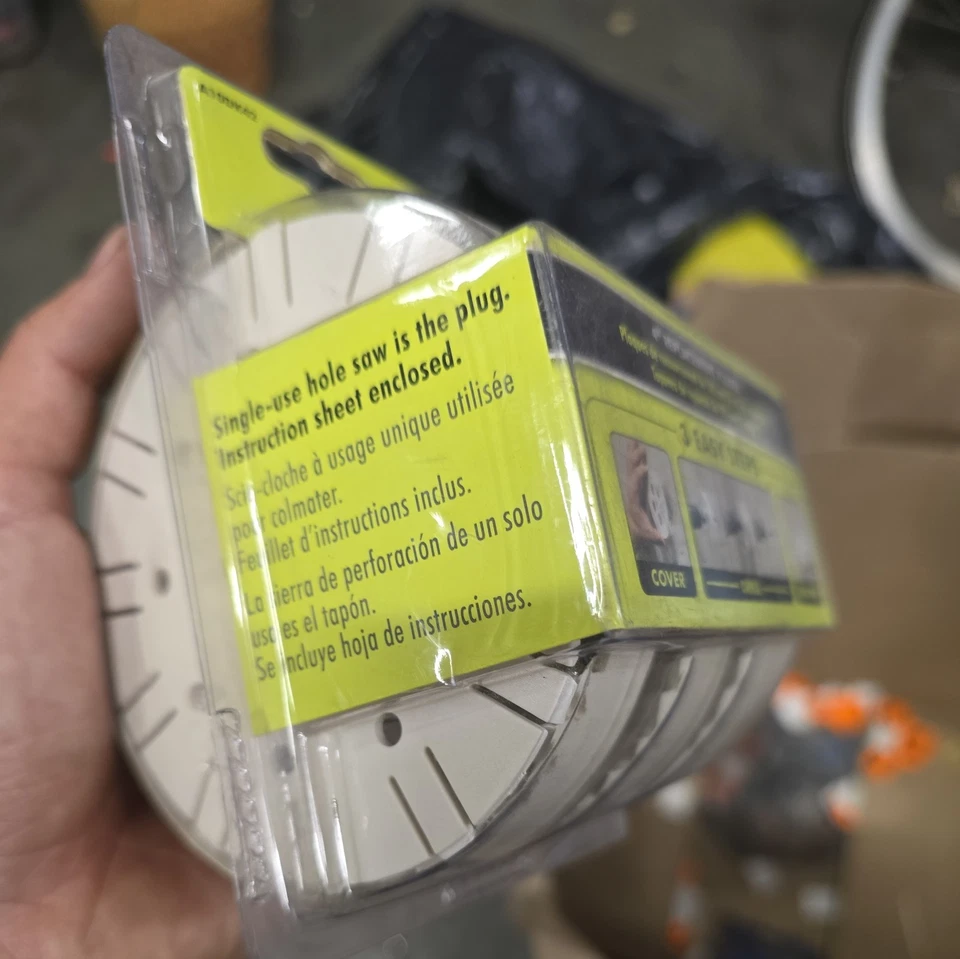 Single-use hole saw is the plug.
Instruction sheet enclosed.
Scie-cloche à usage unique utilisée
pour colmater.
Feuillet d'instructions inclus.
La sierra de perforación de un solo
uso es el tapón.
Se incluye hoja de instrucciones.
3 EASY STEPS
COVER